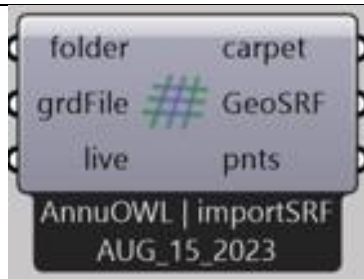 folder carpet
grdFile GeoSRF
live pnts
AnnuOWL | importSRF
AUG_15_2023